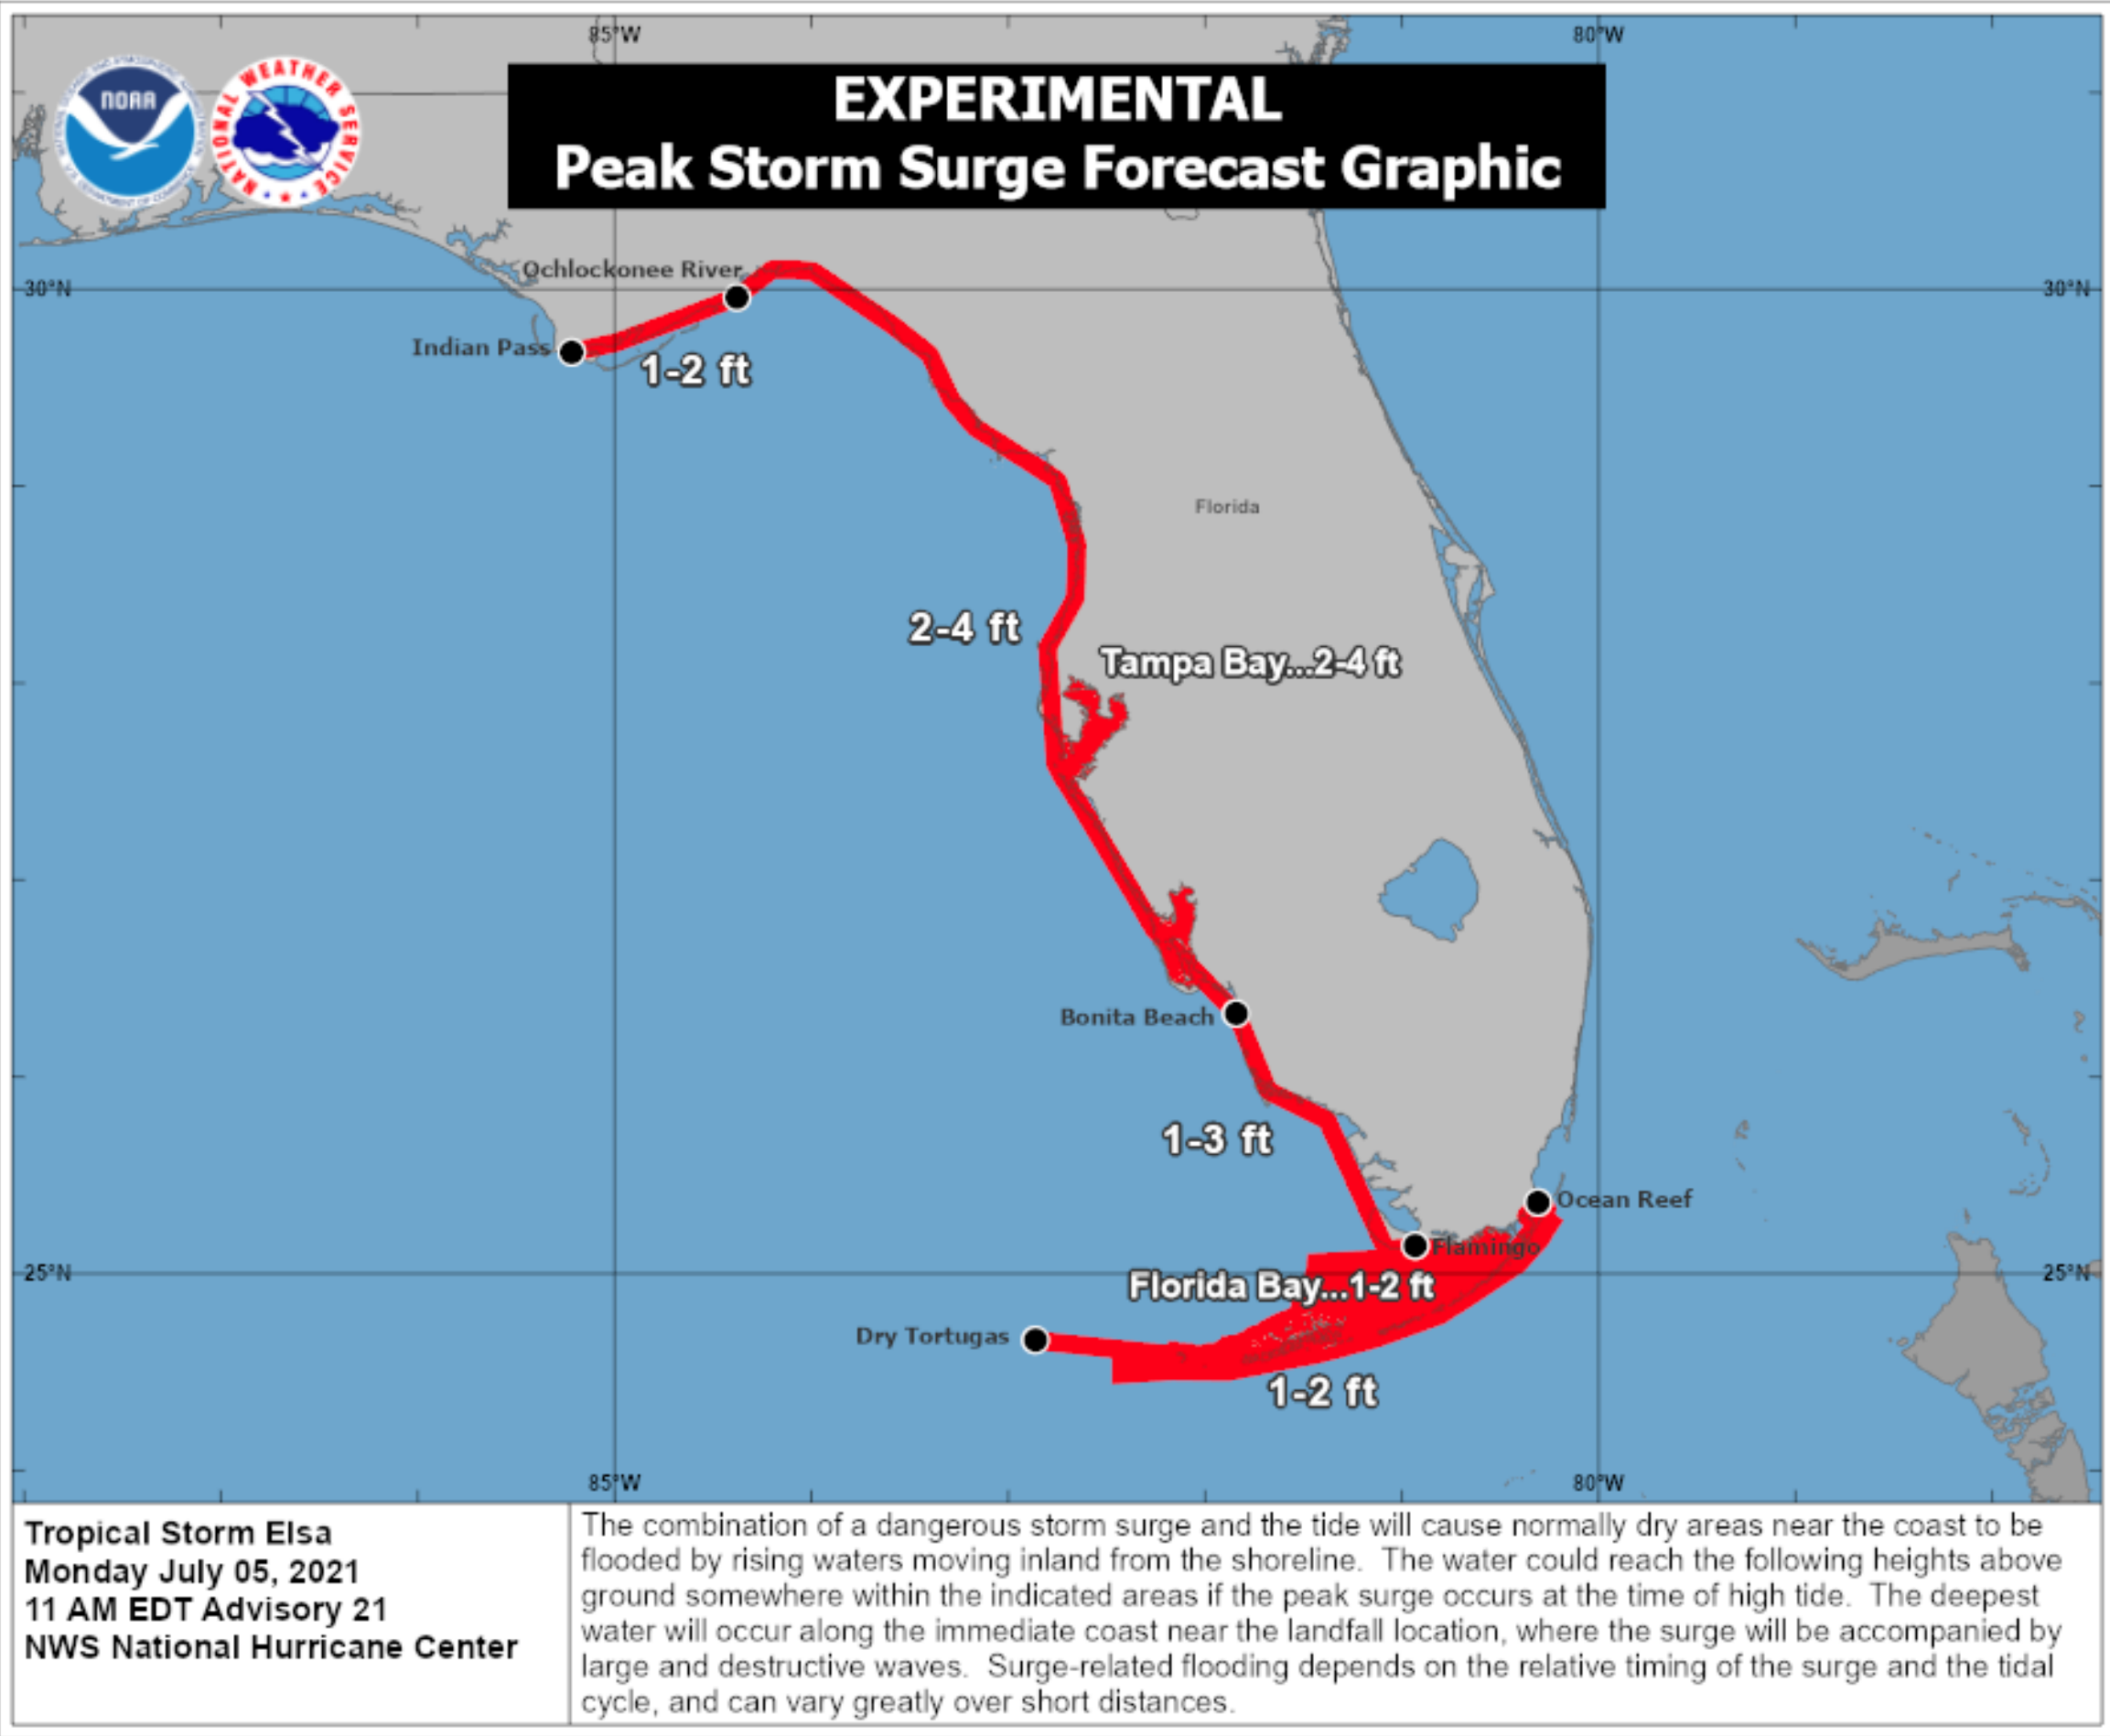 85°W
80°W
NOAA
NATIONAL WEATHER SERVICE
EXPERIMENTAL
Peak Storm Surge Forecast Graphic
Ochlockonee River
30°N
30°N
Indian Pass
1-2 ft
Florida
2-4 ft
Tampa Bay...2-4 ft
Bonita Beach
1-3 ft
Ocean Reef
Flamingo
25°N
25°N
Florida Bay...1-2 ft
Dry Tortugas
1-2 ft
85°W
80°W
Tropical Storm Elsa
Monday July 05, 2021
11 AM EDT Advisory 21
NWS National Hurricane Center
The combination of a dangerous storm surge and the tide will cause normally dry areas near the coast to be
flooded by rising waters moving inland from the shoreline.  The water could reach the following heights above
ground somewhere within the indicated areas if the peak surge occurs at the time of high tide.  The deepest
water will occur along the immediate coast near the landfall location, where the surge will be accompanied by
large and destructive waves.  Surge-related flooding depends on the relative timing of the surge and the tidal
cycle, and can vary greatly over short distances.